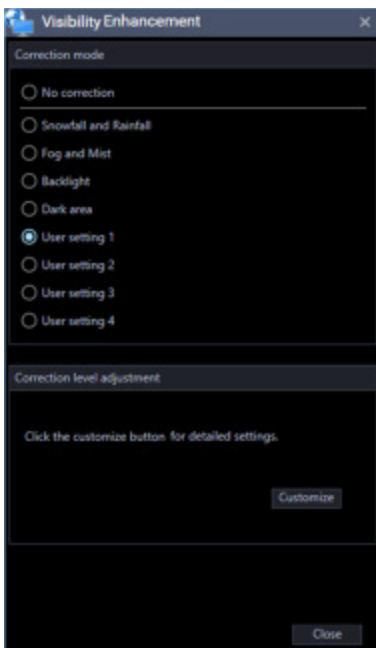 Visibility Enhancement
Correction mode
No correction
Snowfall and Rainfall
Fog and Mist
Backlight
Dark area
User setting 1
User setting 2
User setting 3
User setting 4
Correction level adjustment
Click the customize button for detailed settings.
Customize
Close